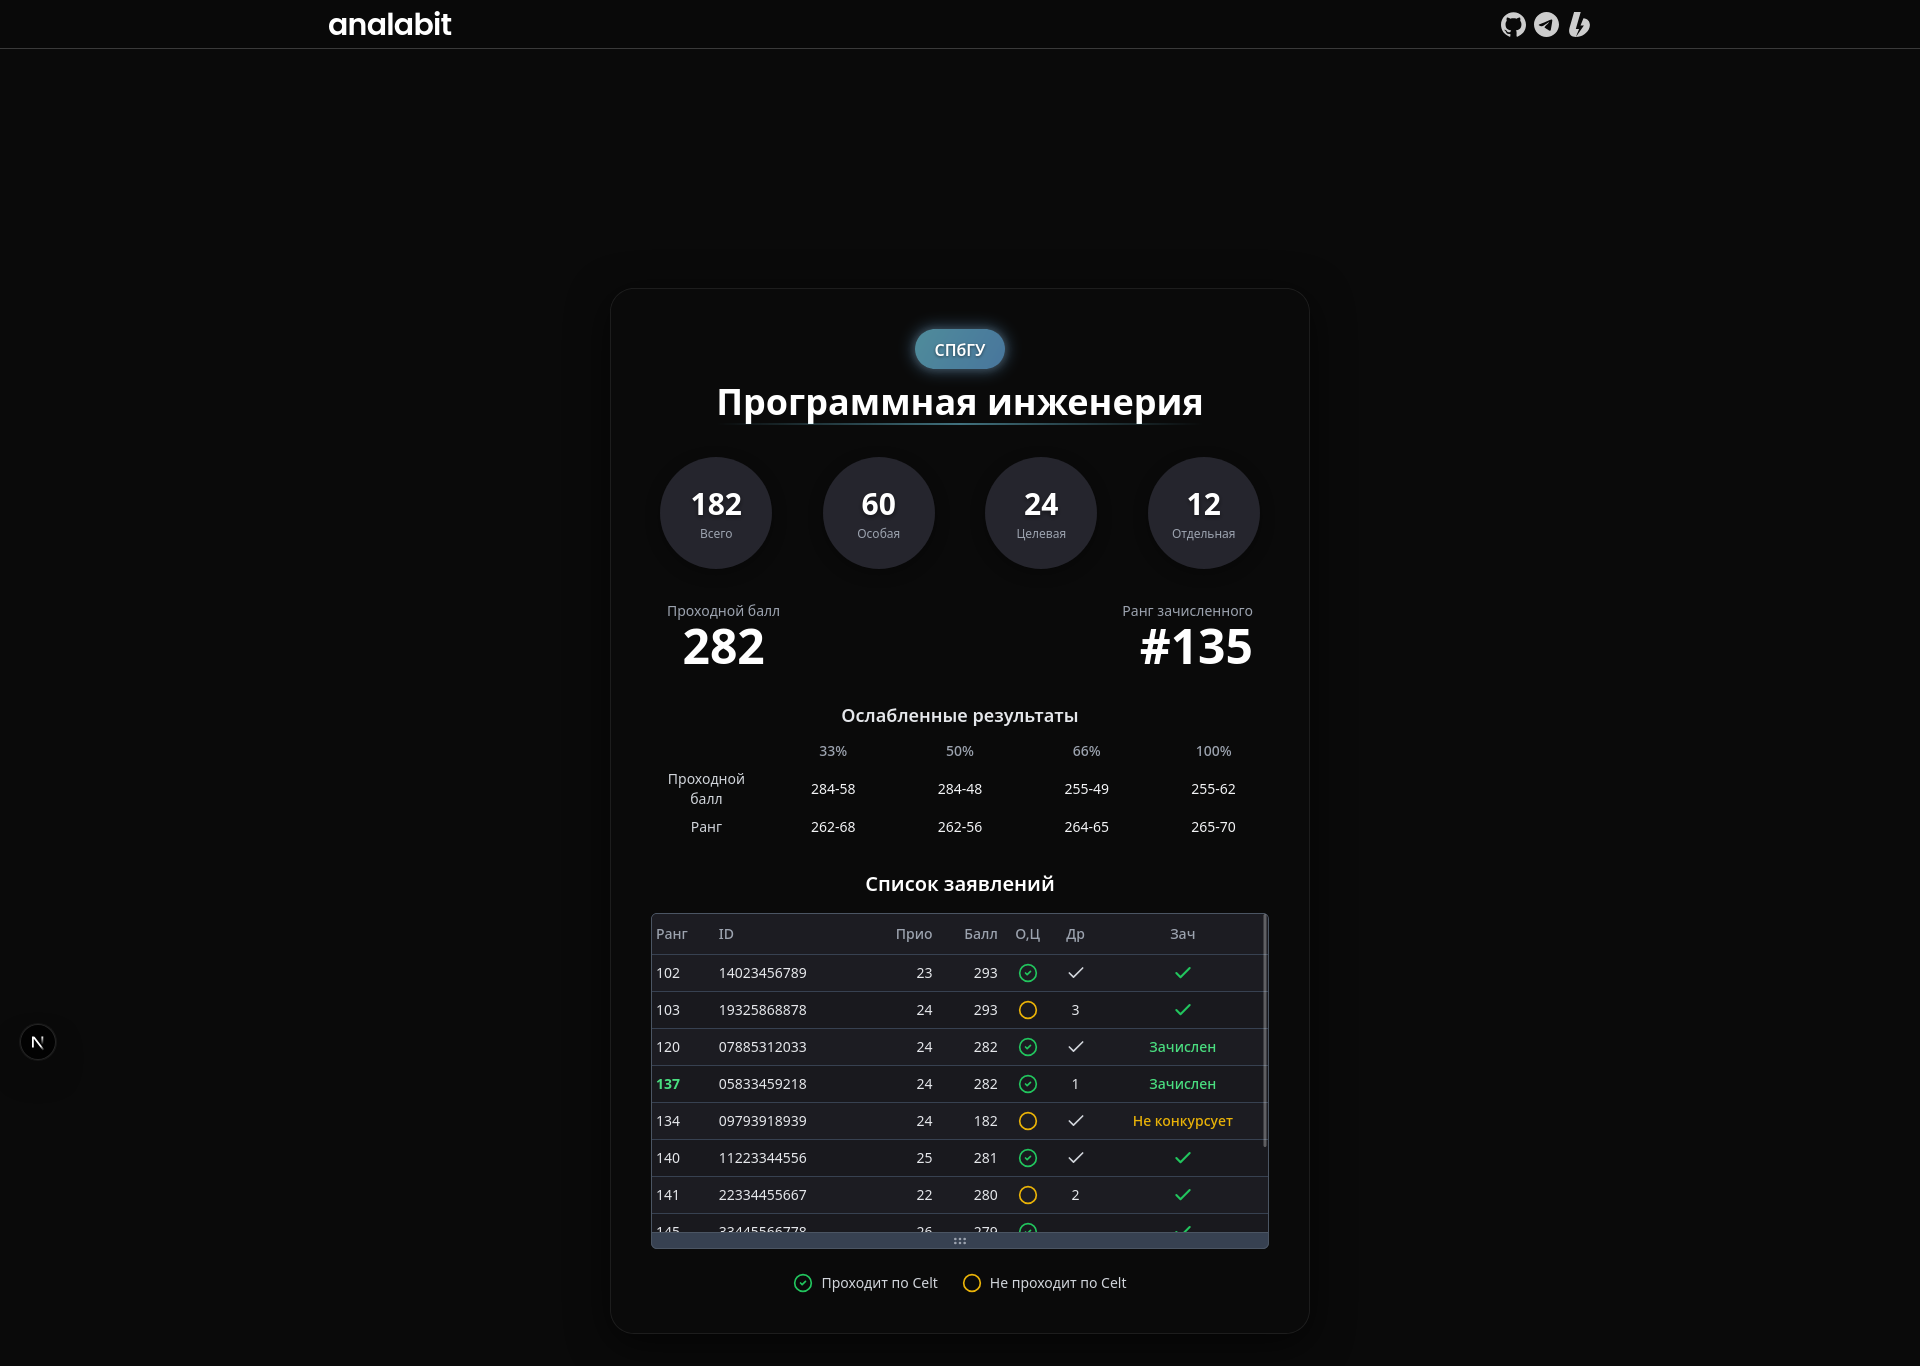 analabit
СПбГУ
Программная инженерия
182 60 24 12
Всего Особая Целевая Отдельная
Проходной балл Ранг зачисленного
282 #135
Ослабленные результаты
33% 50% 66% 100%
Проходной
балл 284-58 284-48 255-49 255-62
Ранг 262-68 262-56 264-65 265-70
Список заявлений
Ранг ID Прио Балл О,Ц Др Зач
102 14023456789 23 293
103 19325868878 24 293 3
120 07885312033 24 282 Зачислен
137 05833459218 24 282 1 Зачислен
134 09793918939 24 182 Не конкурсует
140 11223344556 25 281
141 22334455667 22 280 2
145 33445566778 26 279
Проходит по Celt Не проходит по Celt